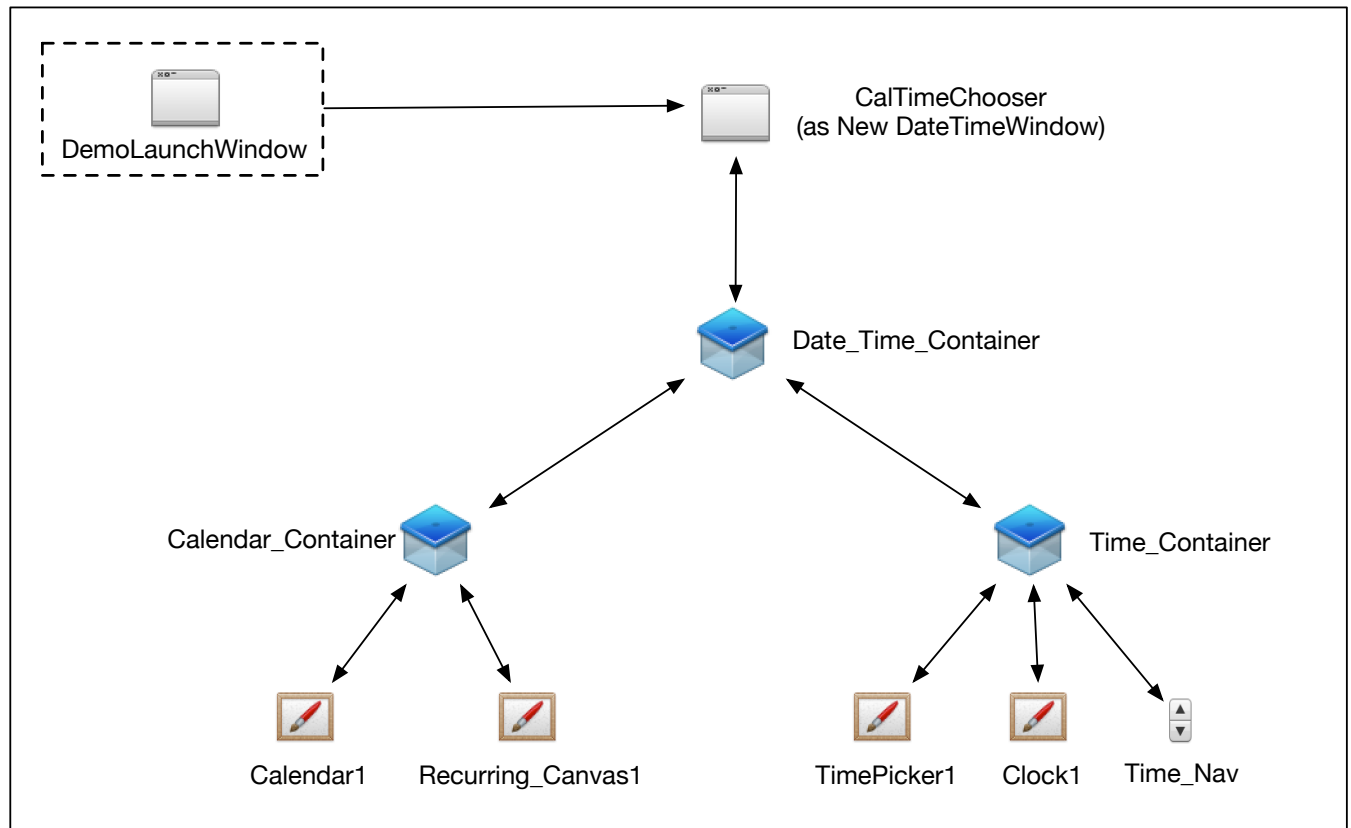 DemoLaunchWindow
CalTimeChooser
(as New DateTimeWindow)
Date_Time_Container
Calendar_Container
Time_Container
Calendar1
Recurring_Canvas1
TimePicker1
Clock1
Time_Nav